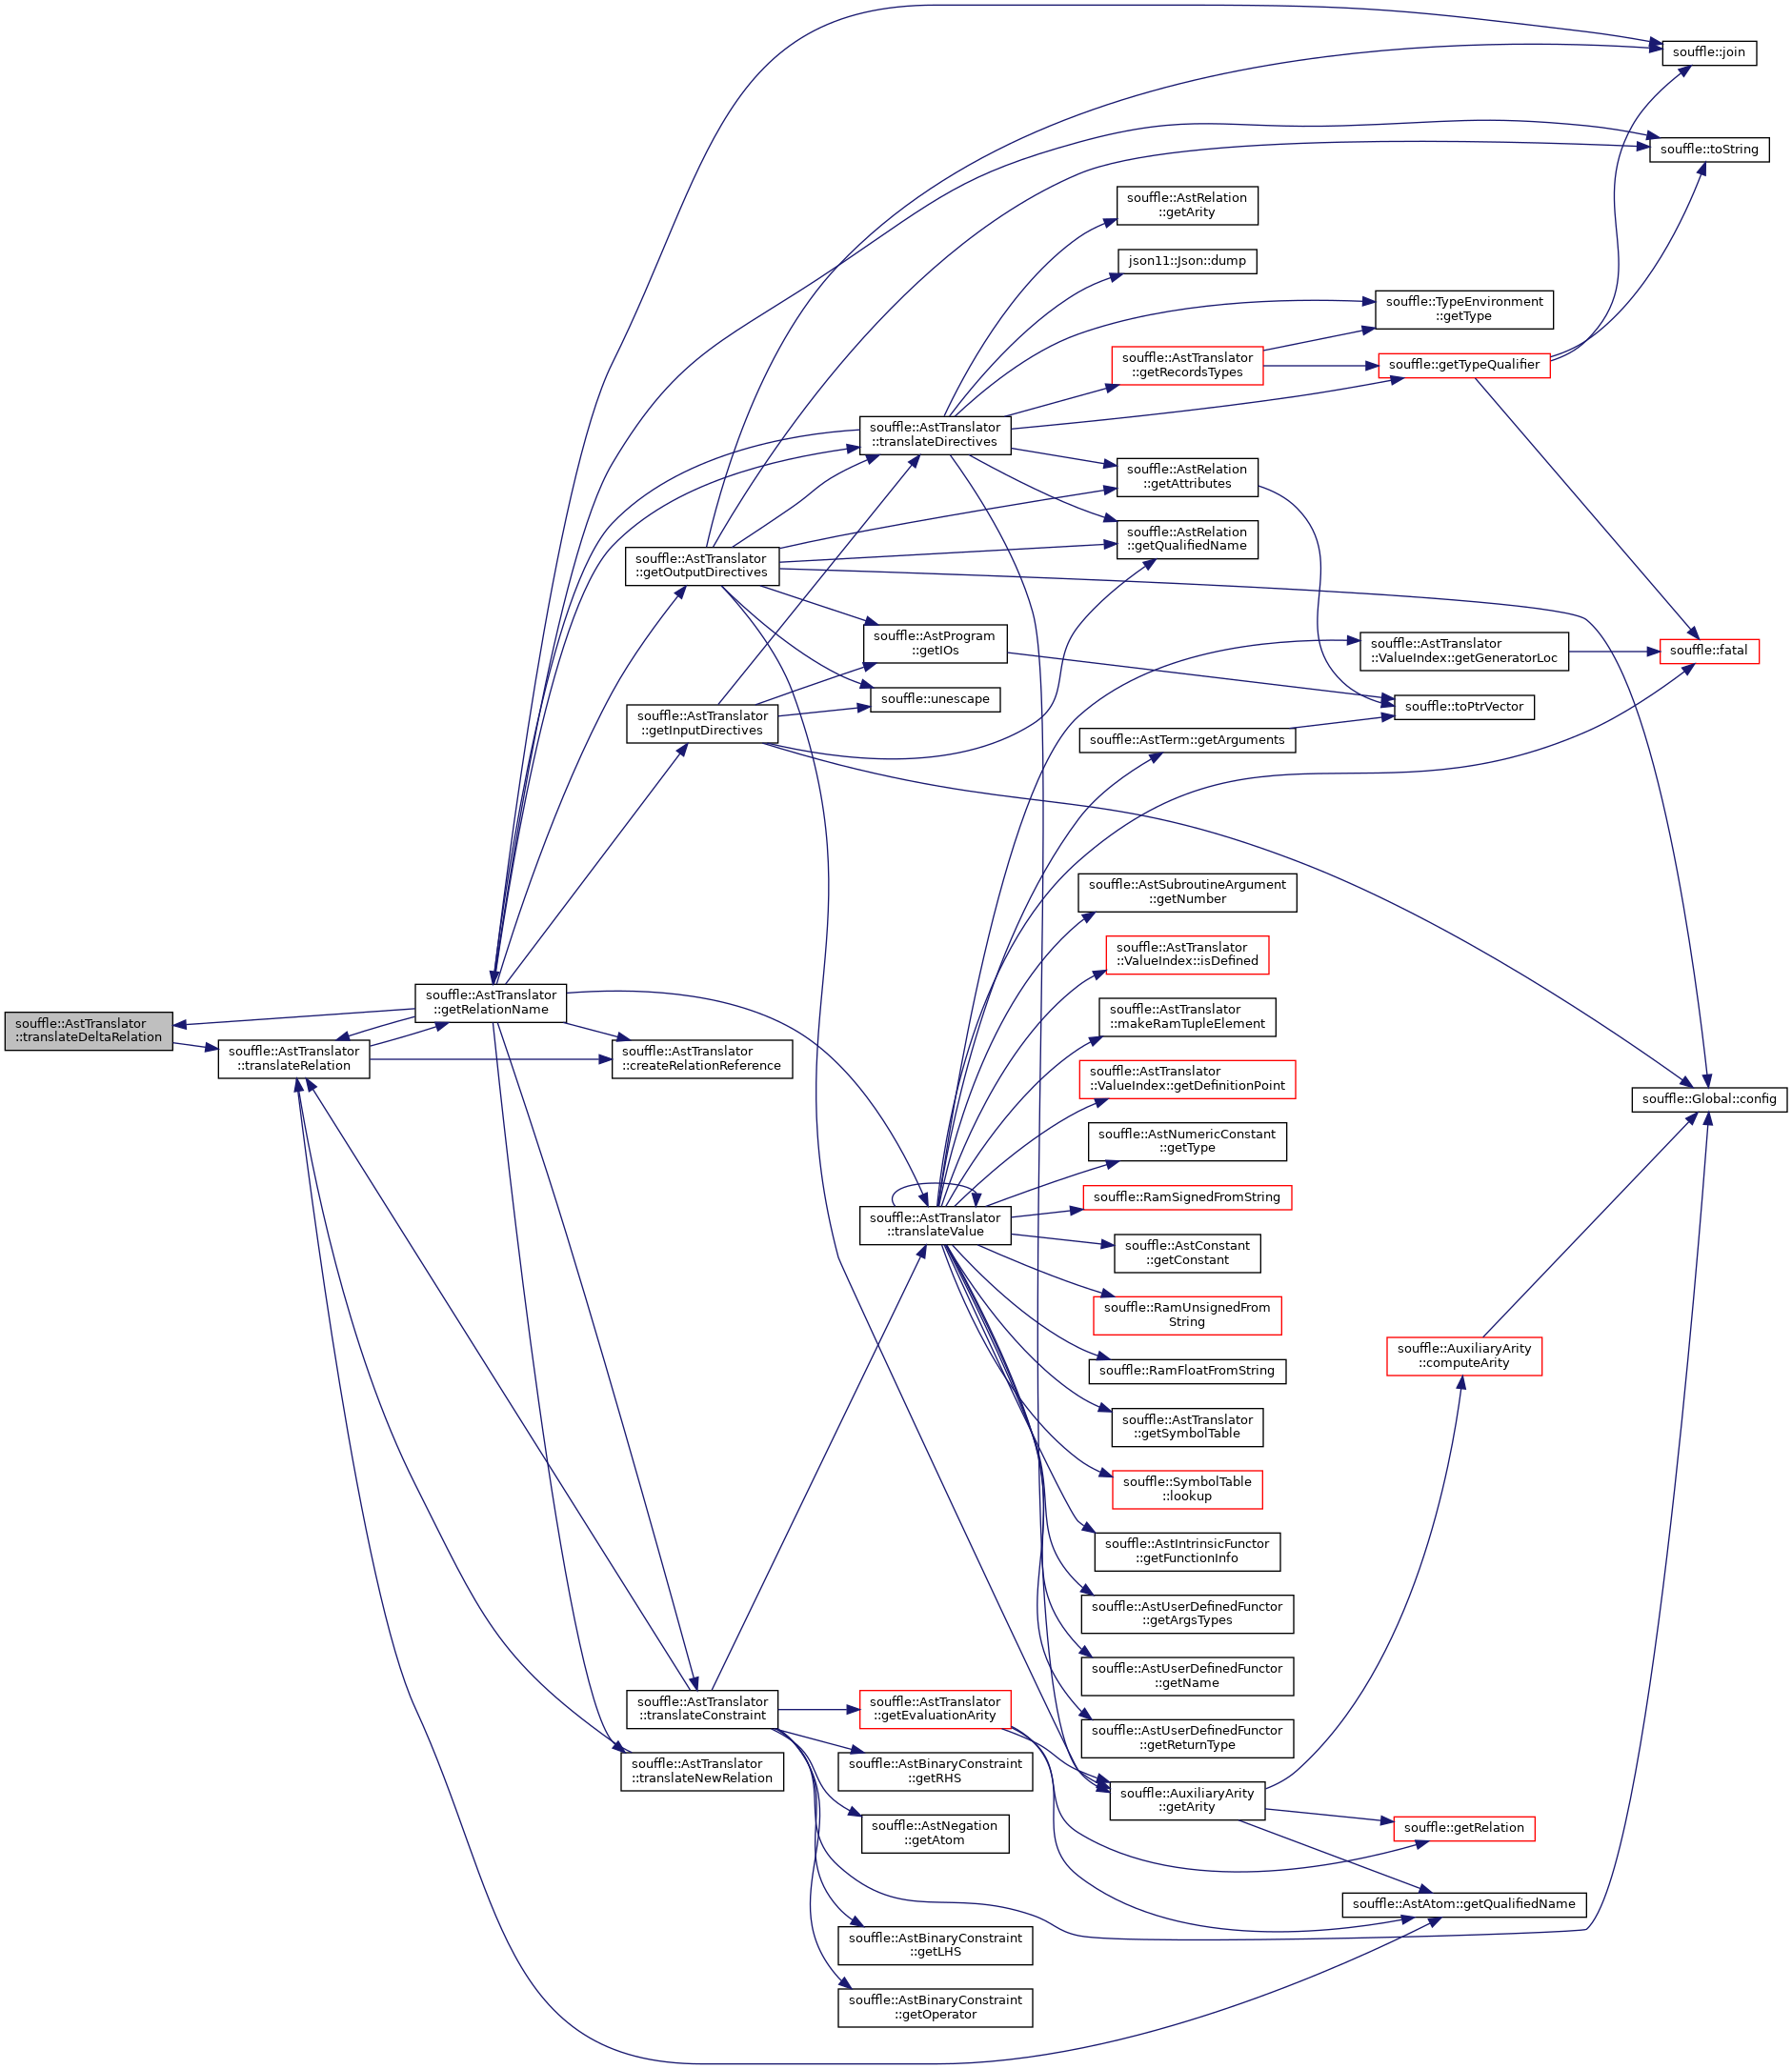 souffle::join
souffle::toString
souffle::AstRelation
::getArity
json11::Json::dump
souffle::TypeEnvironment
::getType
souffle::AstTranslator
::getRecordsTypes
souffle::getTypeQualifier
souffle::AstTranslator
::translateDirectives
souffle::AstRelation
::getAttributes
souffle::AstRelation
::getQualifiedName
souffle::AstTranslator
::getOutputDirectives
souffle::AstProgram
::getIOs
souffle::AstTranslator
::ValueIndex::getGeneratorLoc
souffle::fatal
souffle::unescape
souffle::toPtrVector
souffle::AstTranslator
::getInputDirectives
souffle::AstTerm::getArguments
souffle::AstSubroutineArgument
::getNumber
souffle::AstTranslator
::ValueIndex::isDefined
souffle::AstTranslator
::getRelationName
souffle::AstTranslator
::makeRamTupleElement
souffle::AstTranslator
::translateDeltaRelation
souffle::AstTranslator
::translateRelation
souffle::AstTranslator
::createRelationReference
souffle::AstTranslator
::ValueIndex::getDefinitionPoint
souffle::Global::config
souffle::AstNumericConstant
::getType
souffle::RamSignedFromString
souffle::AstTranslator
::translateValue
souffle::AstConstant
::getConstant
souffle::RamUnsignedFrom
String
souffle::AuxiliaryArity
::computeArity
souffle::RamFloatFromString
souffle::AstTranslator
::getSymbolTable
souffle::SymbolTable
::lookup
souffle::AstIntrinsicFunctor
::getFunctionInfo
souffle::AstUserDefinedFunctor
::getArgsTypes
souffle::AstUserDefinedFunctor
::getName
souffle::AstTranslator
::translateConstraint
souffle::AstTranslator
::getEvaluationArity
souffle::AstUserDefinedFunctor
::getReturnType
souffle::AstTranslator
::translateNewRelation
souffle::AstBinaryConstraint
::getRHS
souffle::AuxiliaryArity
::getArity
souffle::AstNegation
::getAtom
souffle::getRelation
souffle::AstAtom::getQualifiedName
souffle::AstBinaryConstraint
::getLHS
souffle::AstBinaryConstraint
::getOperator